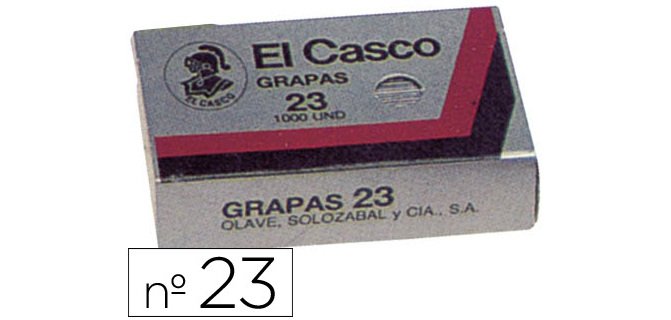 El Casco
GRAPAS
23
1000 UND
EL CASCO
GRAPAS 23
OLAVE, SOLOZABAL y CIA., S.A.
nº 23